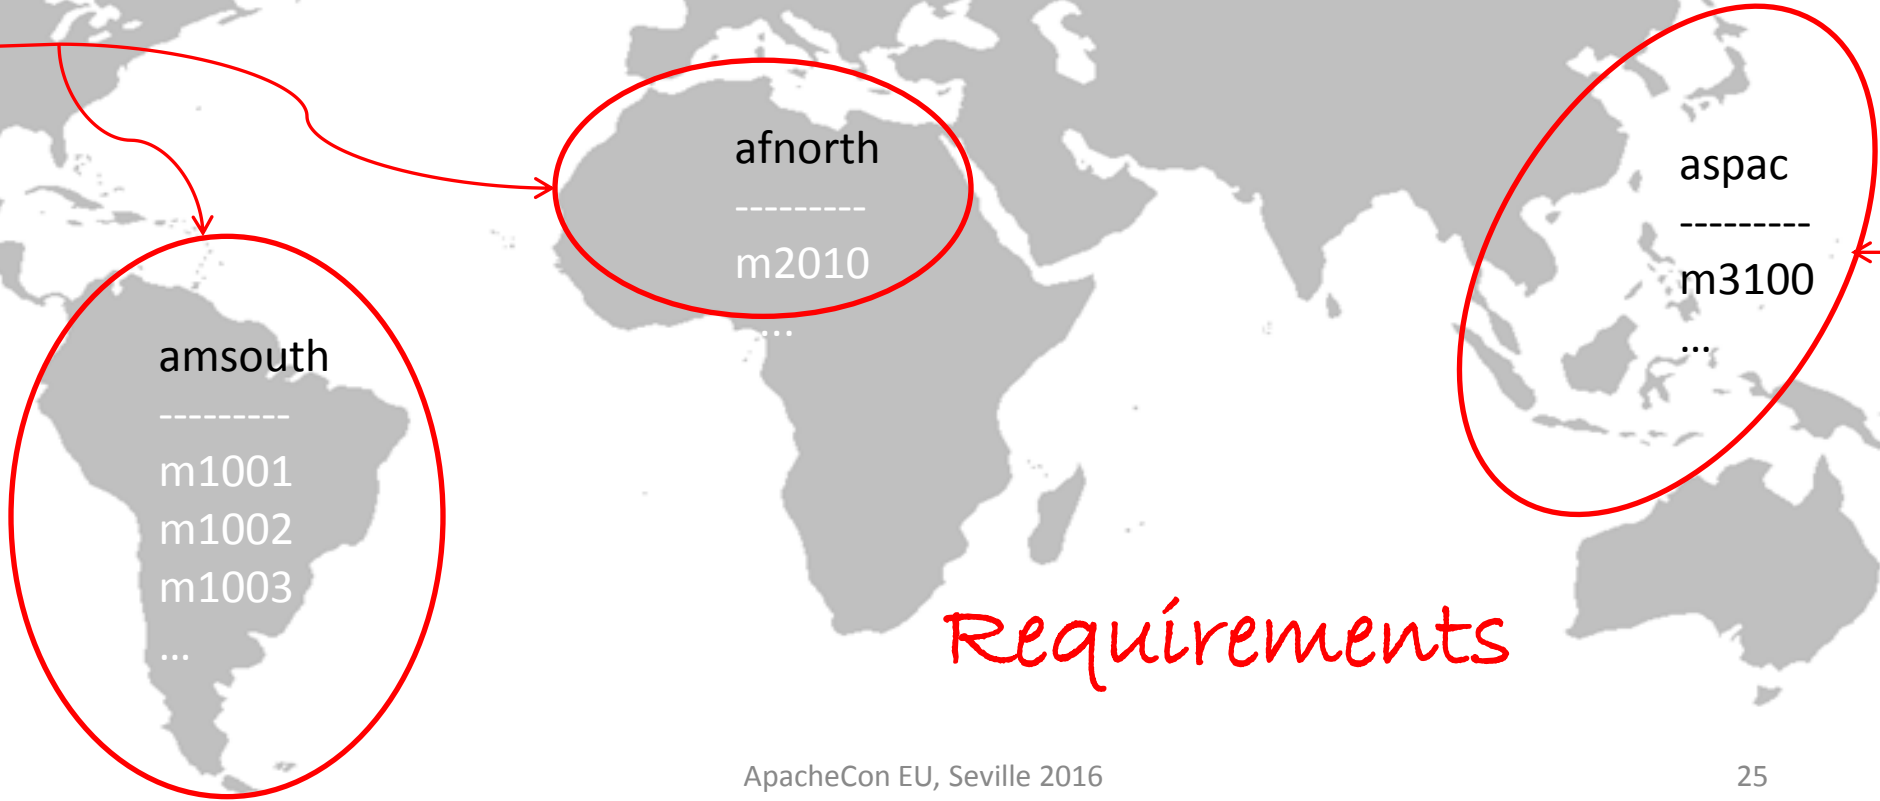 afnorth
---------
m2010
...
aspac
---------
m3100
...
amsouth
---------
m1001
m1002
m1003
...
Requirements
ApacheCon EU, Seville 2016
25